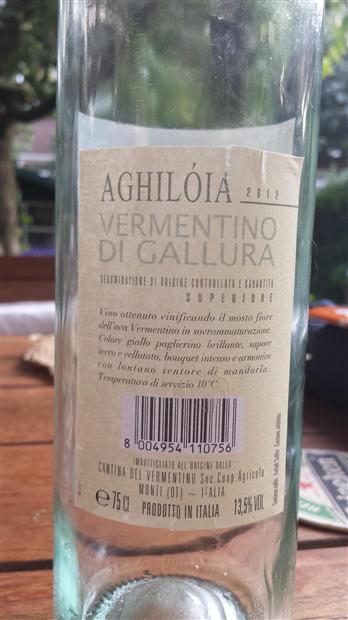 AGHILÓIA 2012
VERMENTINO
DI GALLURA
DENOMINAZIONE DI ORIGINE CONTROLLATA E GARANTITA
SUPERIORE
Vino ottenuto vinificando il mosto fiore
dell'uva Vermentino in sovrammaturazione.
Colore giallo paglierino brillante, sapore
secco e vellutato, bouquet intenso e armonico
con lontano sentore di mandorla.
Temperatura di servizio 10°C.
8 004954 110756
IMBOTTIGLIATO ALL'ORIGINE DALLA
CANTINA DEL VERMENTINO Soc.Coop.Agricola
MONTI (OT) ~ ITALIA
℮ 75 Cl PRODOTTO IN ITALIA 13,5% VOL